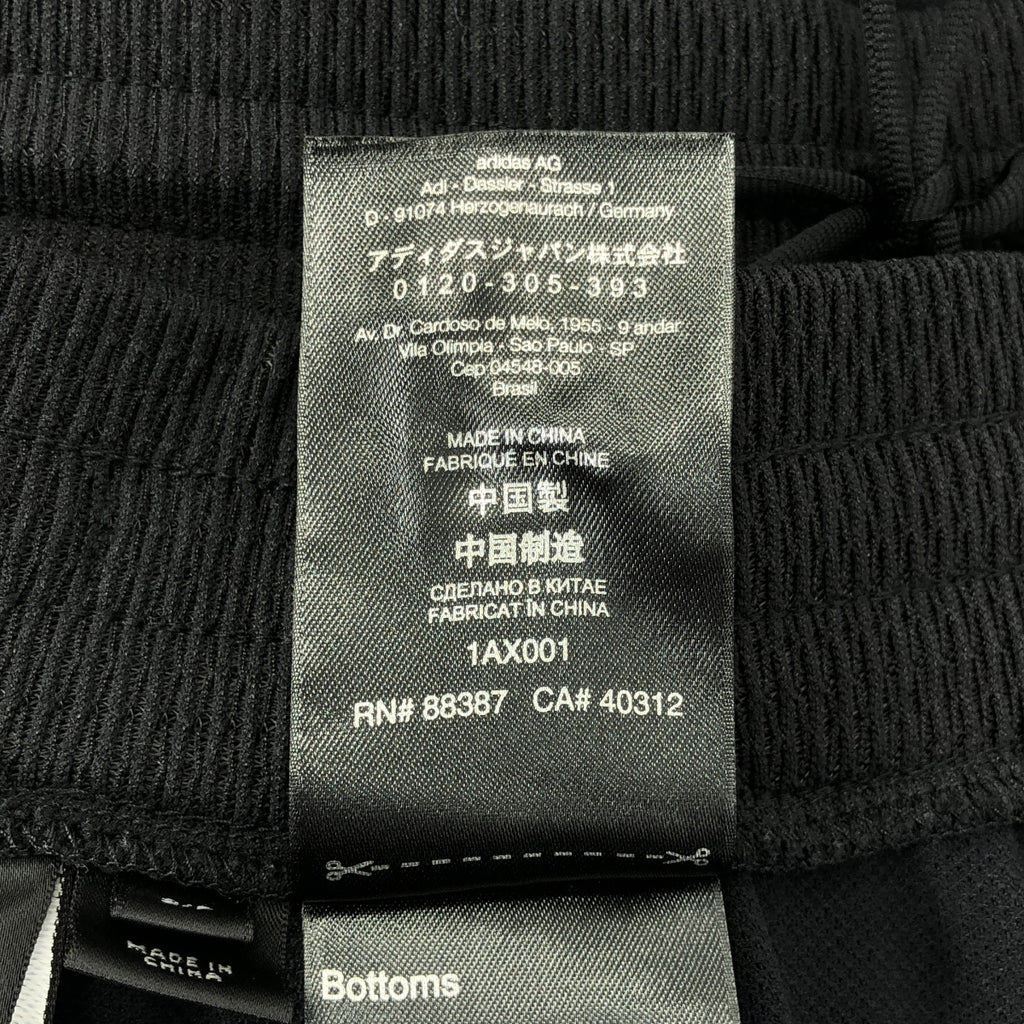 adidas AG
Adi - Dassler - Strasse 1
D - 91074 Herzogenaurach / Germany
アディダスジャパン株式会社
0120-305-393
Av. Dr. Cardoso de Melo, 1955 - 9 andar
Vila Olimpia - Sao Paulo - SP
Cep 04548-005
Brasil
MADE IN CHINA
FABRIQUÉ EN CHINE
中国製
中国制造
СДЕЛАНО В КИТАЕ
FABRICAT ÎN CHINA
1AX001
RN# 88387 CA# 40312
MADE IN
CHINA
Bottoms